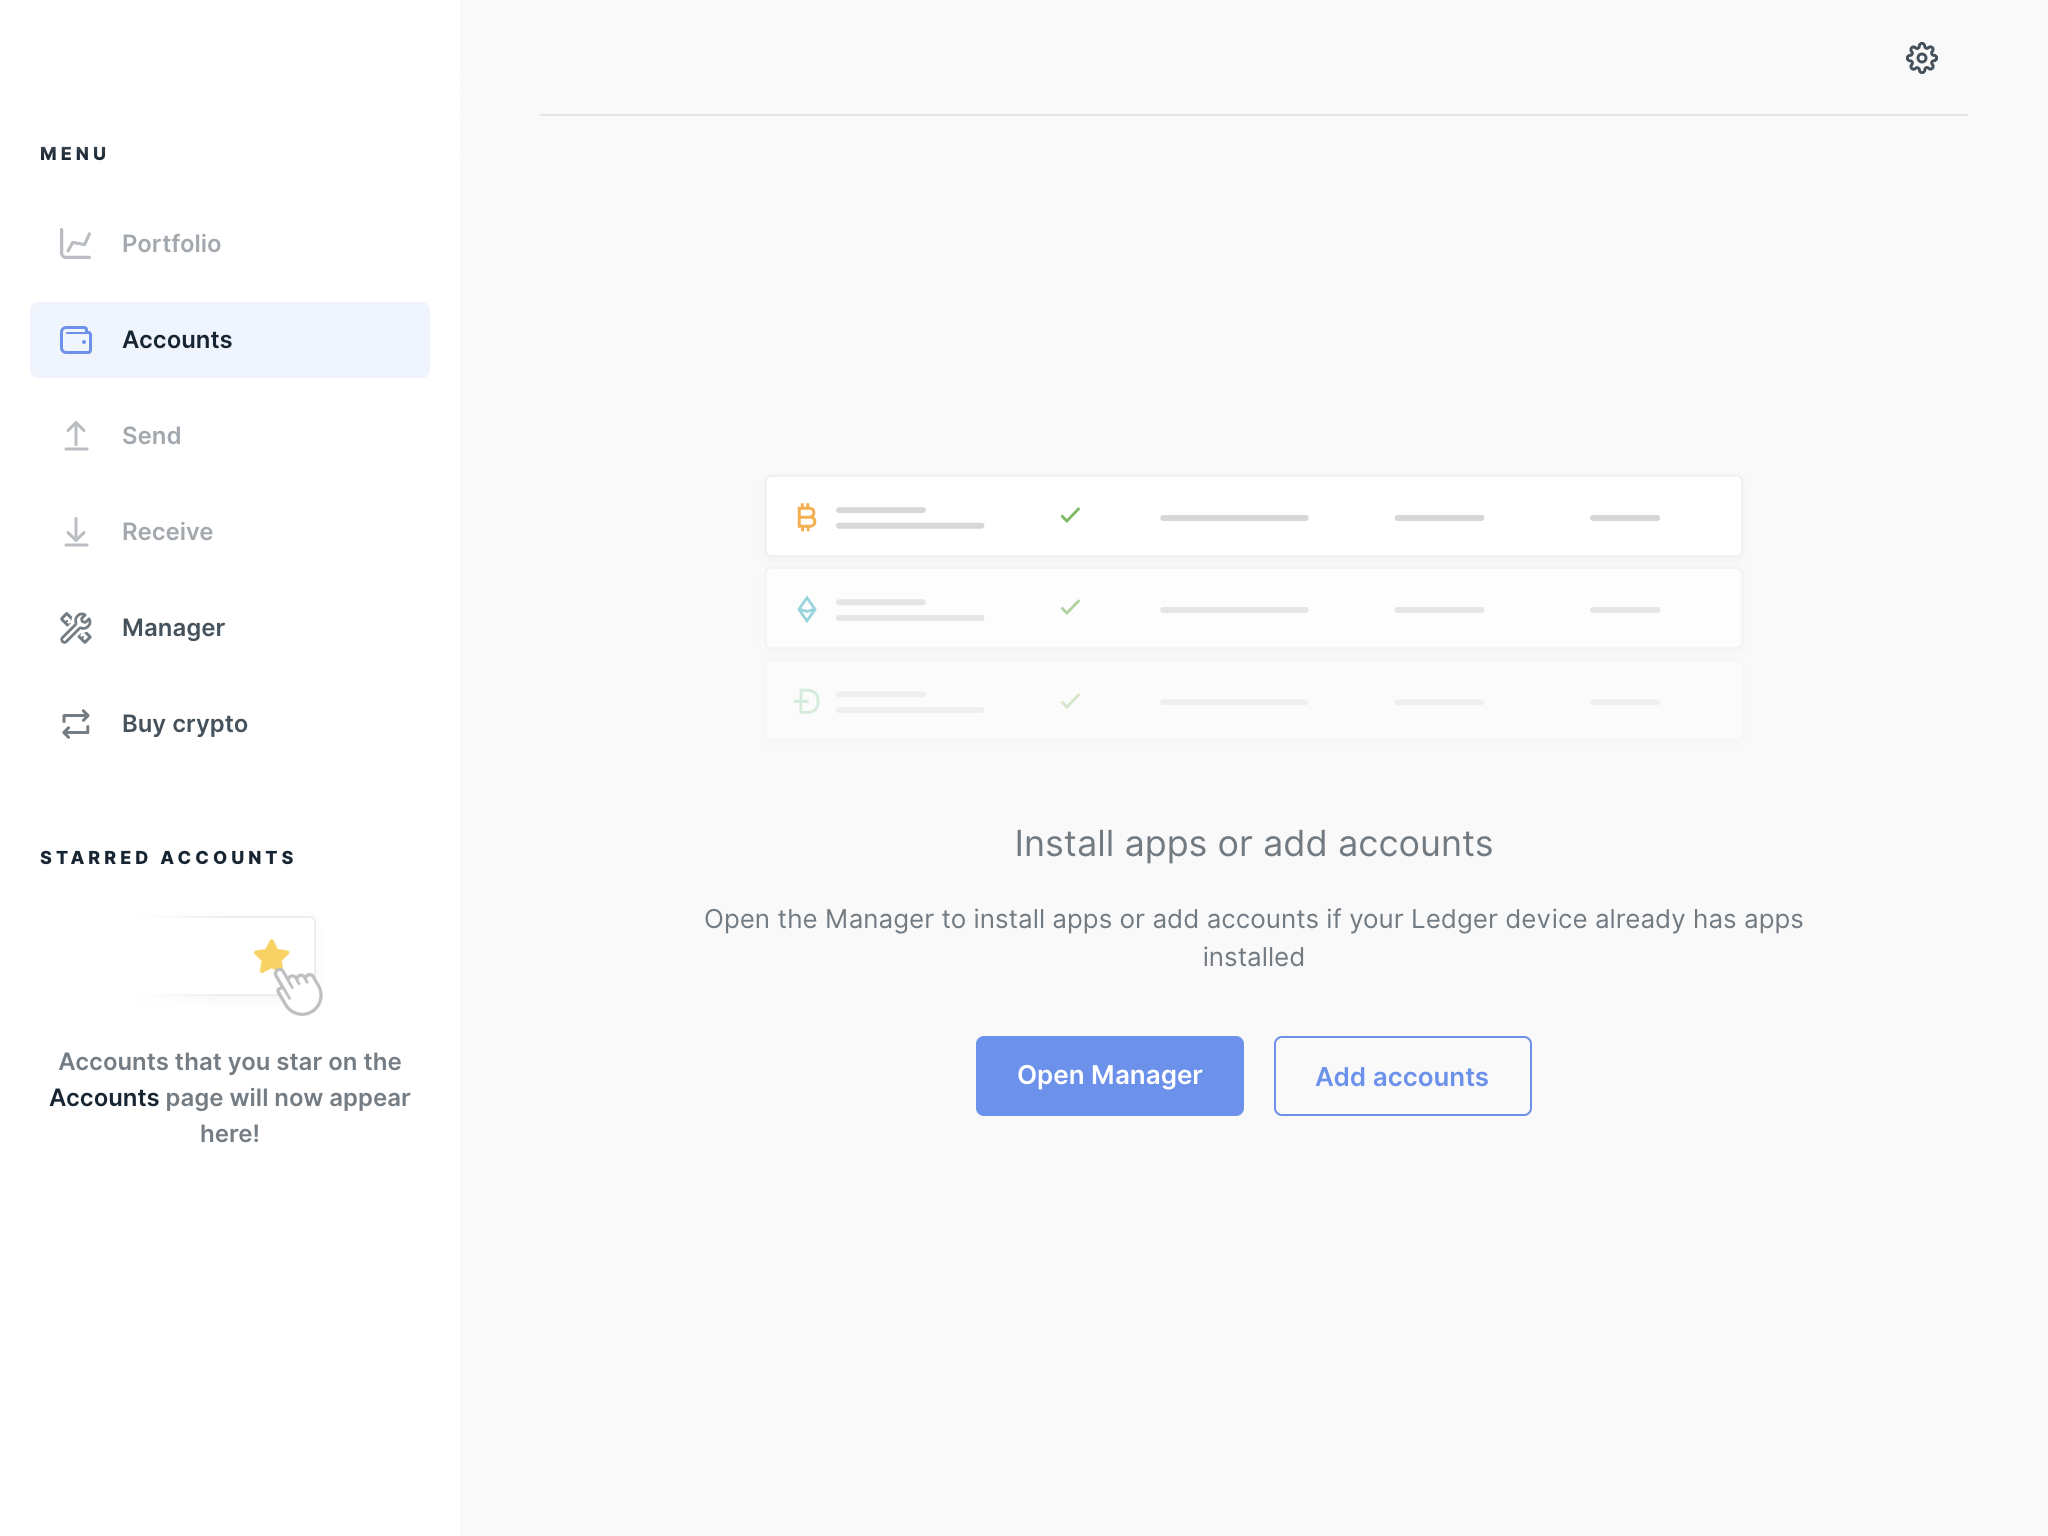 MENU
Portfolio
Accounts
Send
Receive
Manager
Buy crypto
STARRED ACCOUNTS
Accounts that you star on the
Accounts page will now appear
here!
Install apps or add accounts
Open the Manager to install apps or add accounts if your Ledger device already has apps
installed
Open Manager
Add accounts